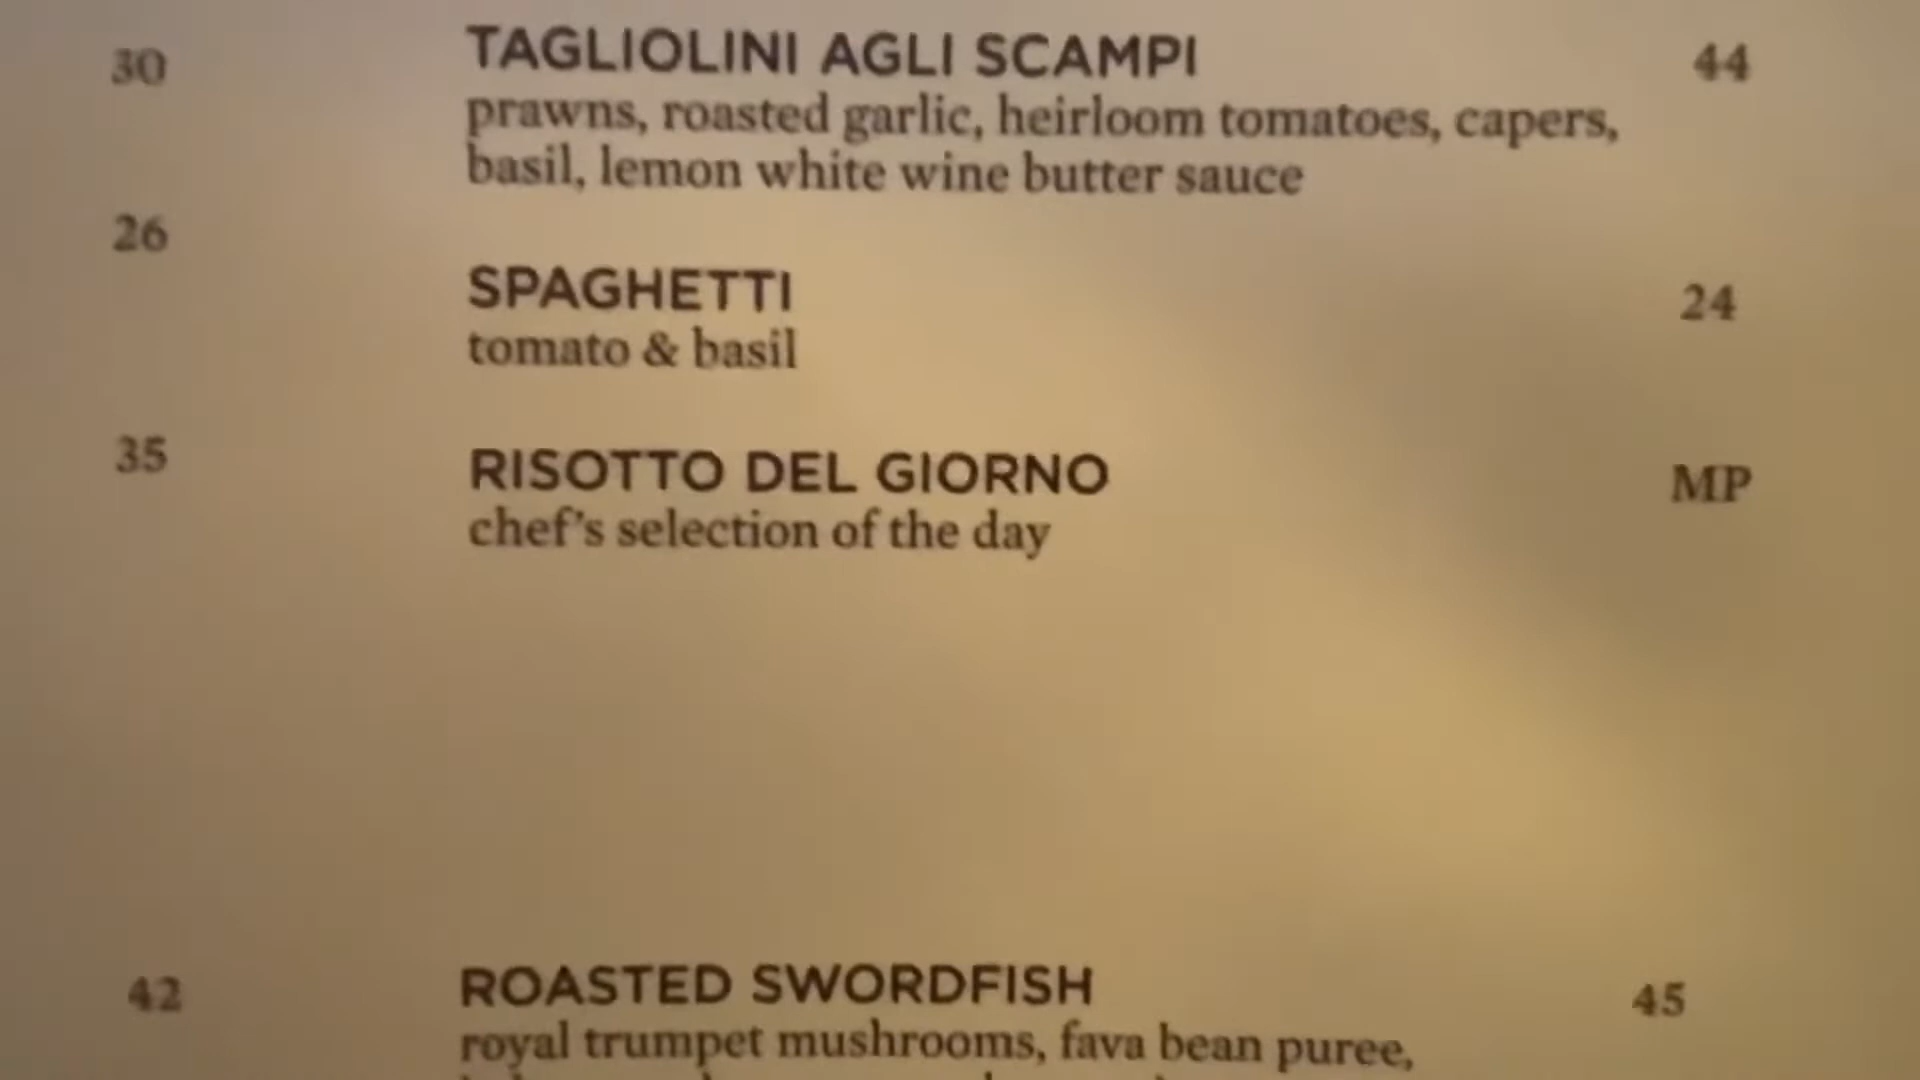 30
TAGLIOLINI AGLI SCAMPI 44
prawns, roasted garlic, heirloom tomatoes, capers,
basil, lemon white wine butter sauce
26
SPAGHETTI 24
tomato & basil
35
RISOTTO DEL GIORNO MP
chef's selection of the day
42
ROASTED SWORDFISH 45
royal trumpet mushrooms, fava bean puree,